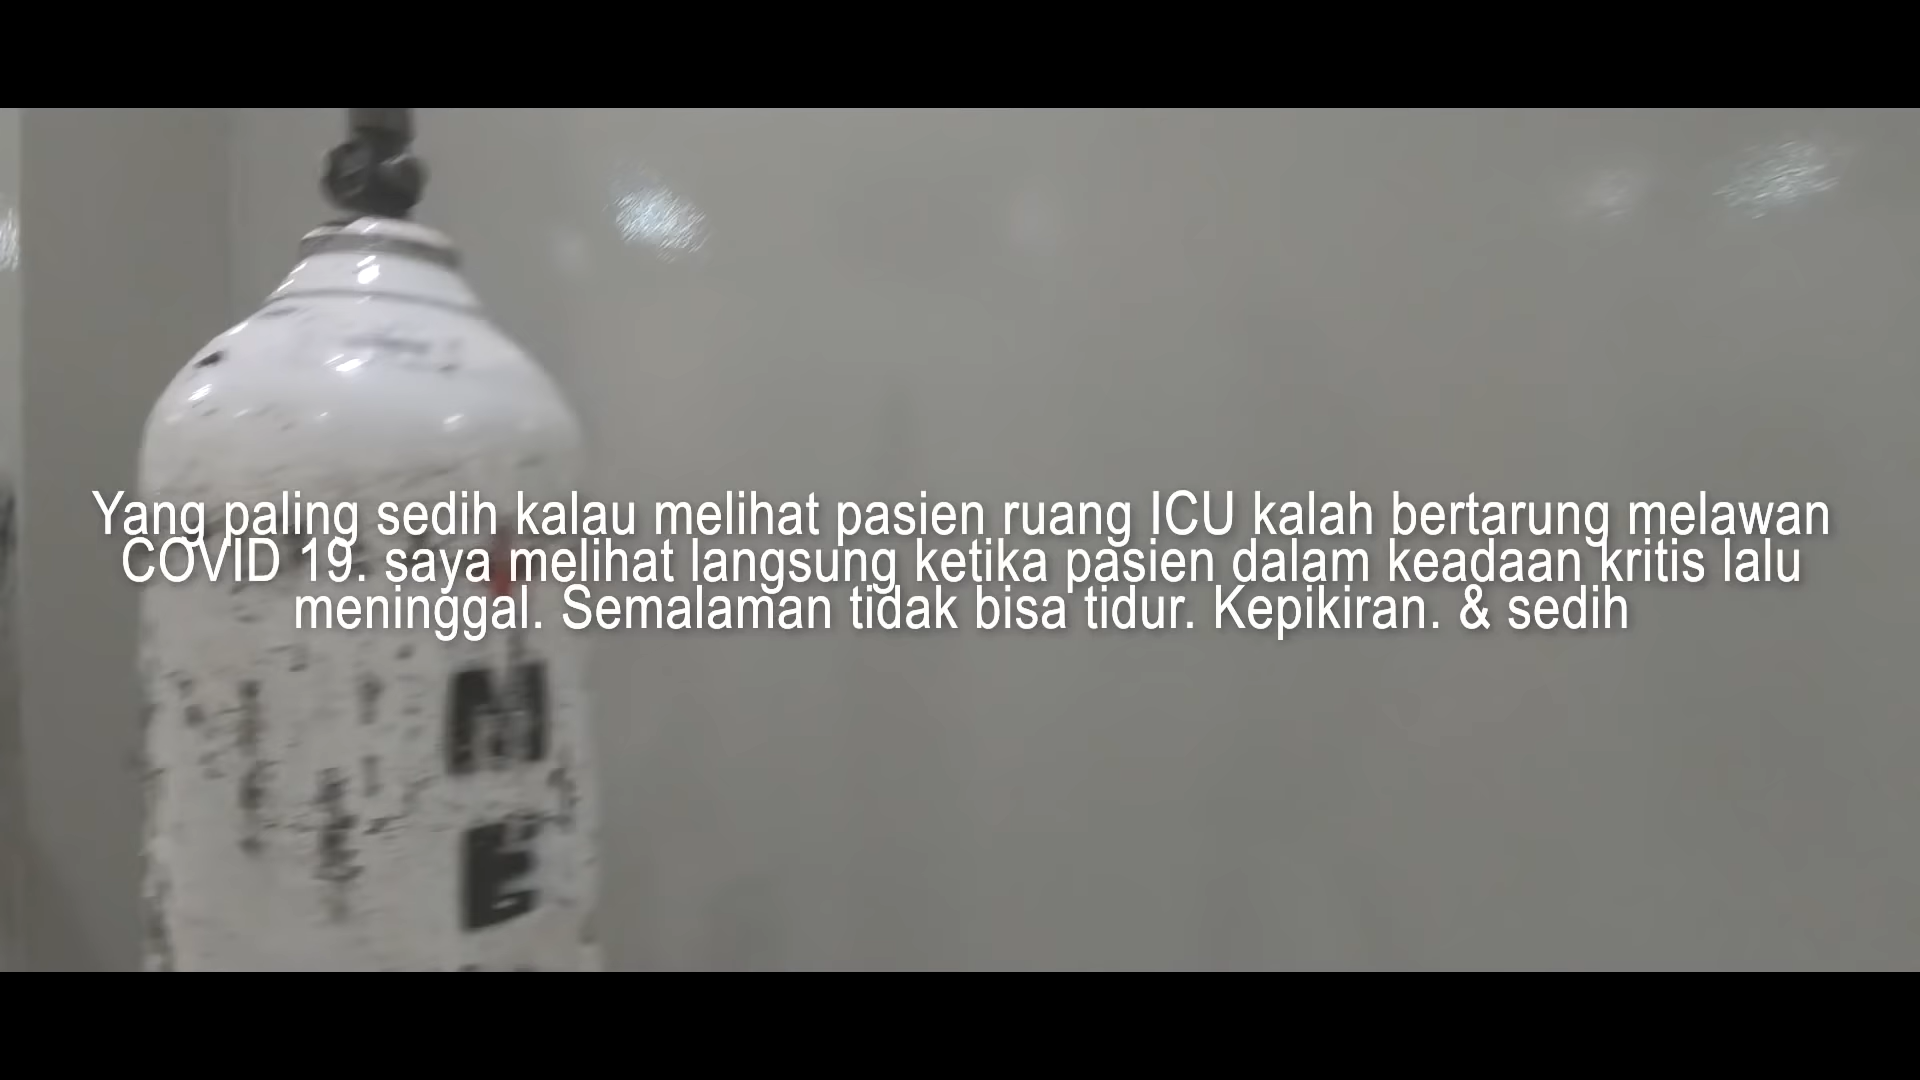 Yang paling sedih kalau melihat pasien ruang ICU kalah bertarung melawan
COVID 19. saya melihat langsung ketika pasien dalam keadaan kritis lalu
meninggal. Semalaman tidak bisa tidur. Kepikiran. & sedih
M
E